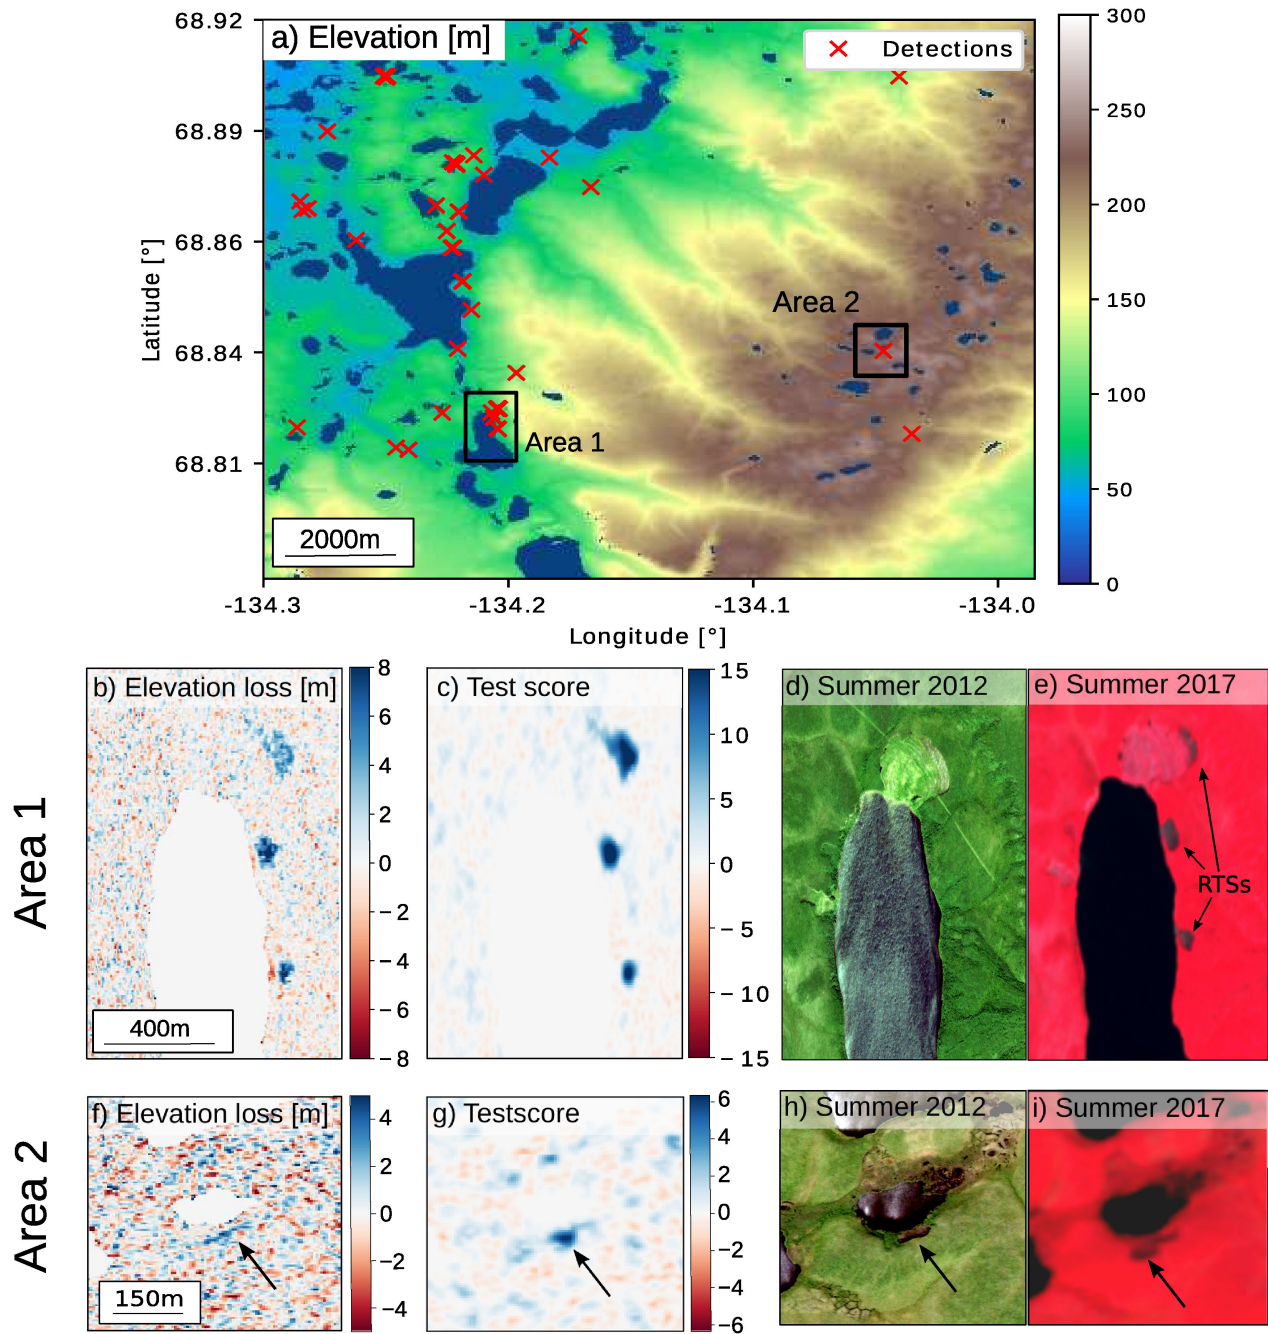 a) Elevation [m]
Detections
68.92
68.89
68.86
68.84
68.81
Latitude [°]
Area 2
Area 1
2000m
-134.3
-134.2
-134.1
-134.0
Longitude [°]
300
250
200
150
100
50
0
Area 1
b) Elevation loss [m]
400m
8
6
4
2
0
−2
−4
−6
−8
c) Test score
15
10
5
0
−5
−10
−15
d) Summer 2012
e) Summer 2017
RTSs
Area 2
f) Elevation loss [m]
150m
4
2
0
−2
−4
g) Testscore
6
4
2
0
−2
−4
−6
h) Summer 2012
i) Summer 2017